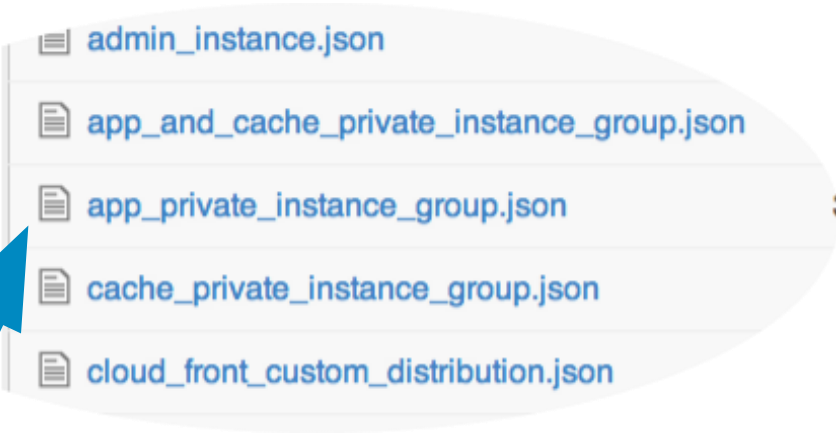 admin_instance.json
app_and_cache_private_instance_group.json
app_private_instance_group.json
cache_private_instance_group.json
cloud_front_custom_distribution.json